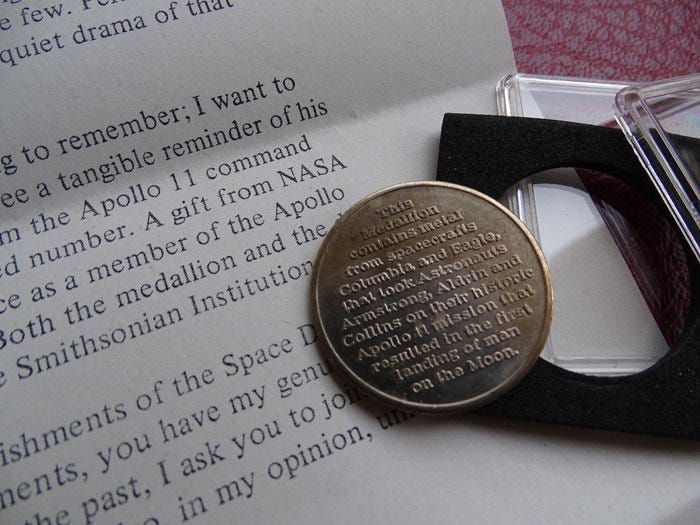 e few.
quiet drama of that
g to remember; I want to
ee a tangible reminder of his
m the Apollo 11 command
d number. A gift from NASA
ce as a member of the Apollo
Both the medallion and the
e Smithsonian Institution
ishments of the Space D
ments, you have my genu
the past, I ask you to joi
in my opinion,
This
Medallion
contains metal
from spacecrafts
Columbia and Eagle,
that took Astronauts
Armstrong, Aldrin and
Collins on their historic
Apollo 11 mission that
resulted in the first
landing of man
on the Moon.